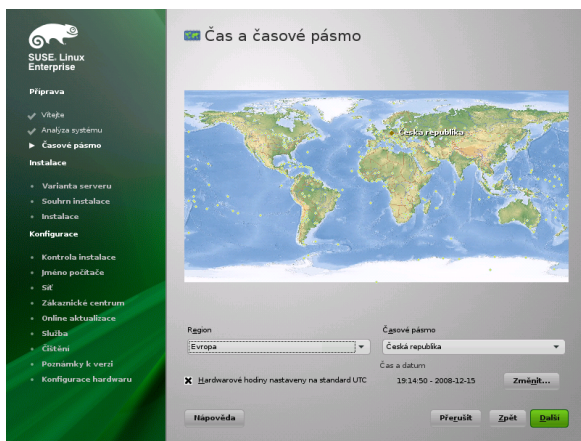 SUSE. Linux
Enterprise
Příprava
Vítejte
Analýza systému
Časové pásmo
Instalace
Varianta serveru
Souhrn instalace
Instalace
Konfigurace
Kontrola instalace
Jméno počítače
Síť
Zákaznické centrum
Online aktualizace
Služba
Čištění
Poznámky k verzi
Konfigurace hardwaru
Čas a časové pásmo
Česká republika
Region
Evropa
Časové pásmo
Česká republika
Hardwarové hodiny nastaveny na standard UTC
Čas a datum
19:14:50 - 2008-12-15
Změnit...
Nápověda
Přerušit
Zpět
Další